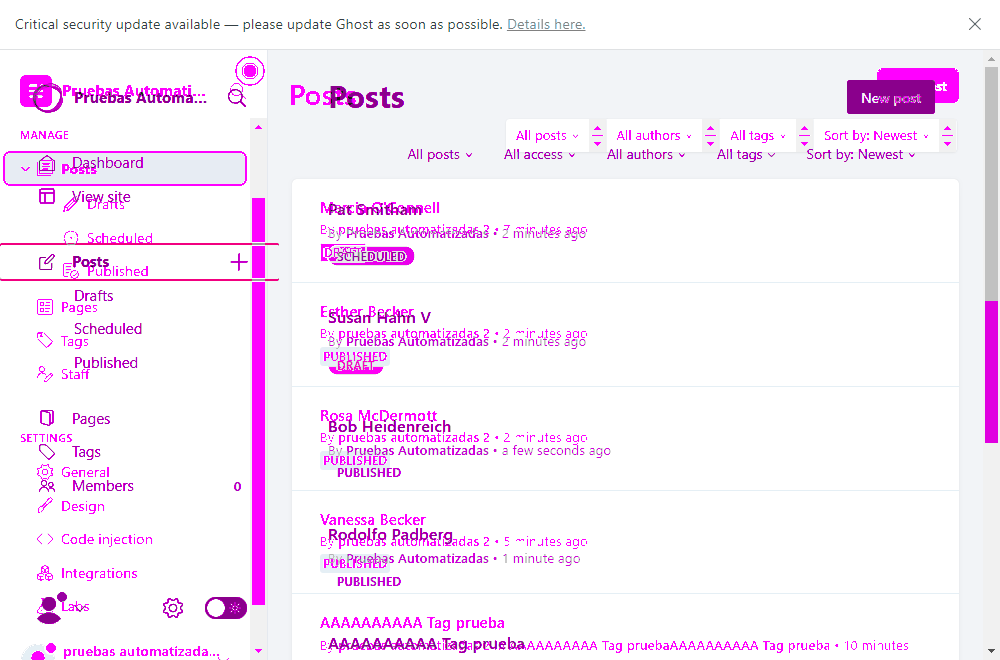 Critical security update available — please update Ghost as soon as possible. Details here.
Pruebas Automati...
Pruebas Automa...
MANAGE
Dashboard
Posts
View site
Drafts
Scheduled
Posts
Published
Drafts
Pages
Scheduled
Tags
Published
Staff
Pages
SETTINGS
Tags
General
Members 0
Design
Code injection
Integrations
Labs
pruebas automatizada...
Posts
Posts
New post
All posts All authors All tags Sort by: Newest
All posts All access All authors All tags Sort by: Newest
Marcia O'Connell
Pat Smitham
By pruebas automatizadas 2 • 7 minutes ago
By Pruebas Automatizadas • 2 minutes ago
DRAFT
SCHEDULED
Esther Becker
Susan Hahn V
By pruebas automatizadas 2 • 2 minutes ago
By Pruebas Automatizadas • 2 minutes ago
PUBLISHED
DRAFT
Rosa McDermott
Bob Heidenreich
By pruebas automatizadas 2 • 2 minutes ago
By Pruebas Automatizadas • a few seconds ago
PUBLISHED
PUBLISHED
Vanessa Becker
Rodolfo Padberg
By pruebas automatizadas 2 • 5 minutes ago
By Pruebas Automatizadas • 1 minute ago
PUBLISHED
PUBLISHED
AAAAAAAAAA Tag prueba
AAAAAAAAAA Tag prueba
By pruebas automatizadas 2 in AAAAAAAAAA Tag pruebaAAAAAAAAAA Tag prueba • 10 minutes